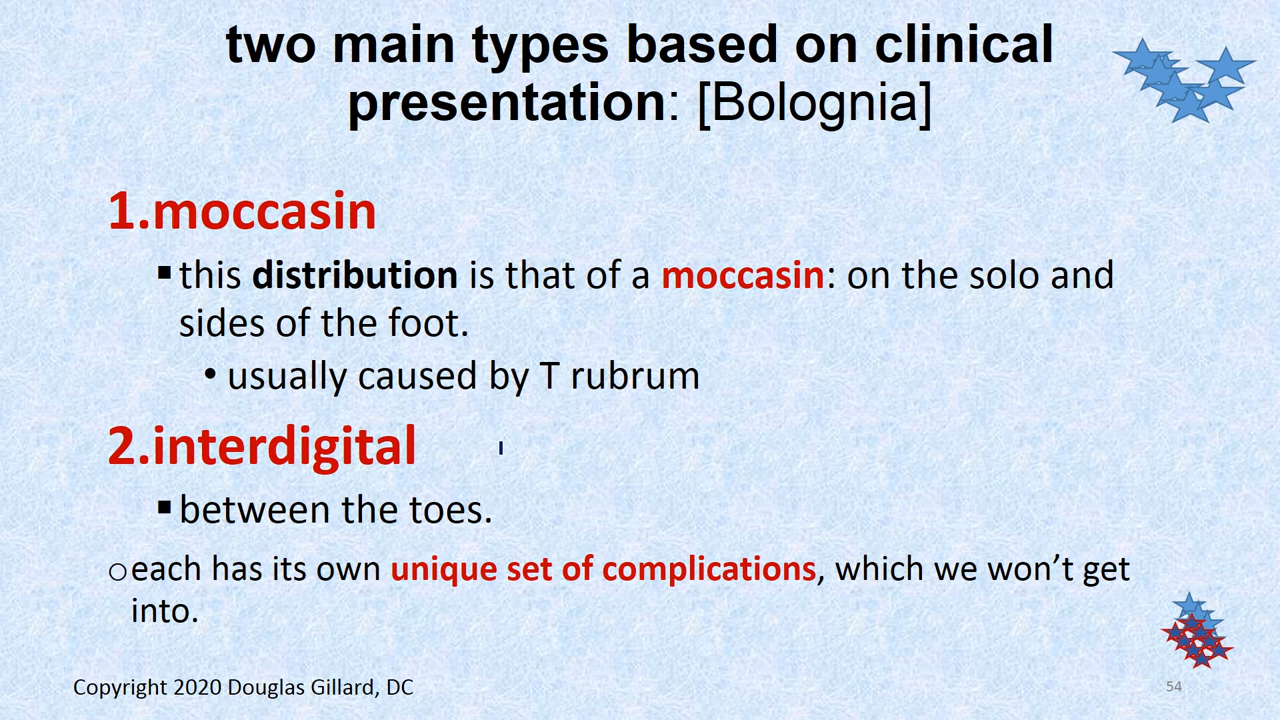 two main types based on clinical
presentation: [Bolognia]
1.moccasin
▪this distribution is that of a moccasin: on the solo and
sides of the foot.
• usually caused by T rubrum
2.interdigital
▪between the toes.
○each has its own unique set of complications, which we won’t get
into.
Copyright 2020 Douglas Gillard, DC
54